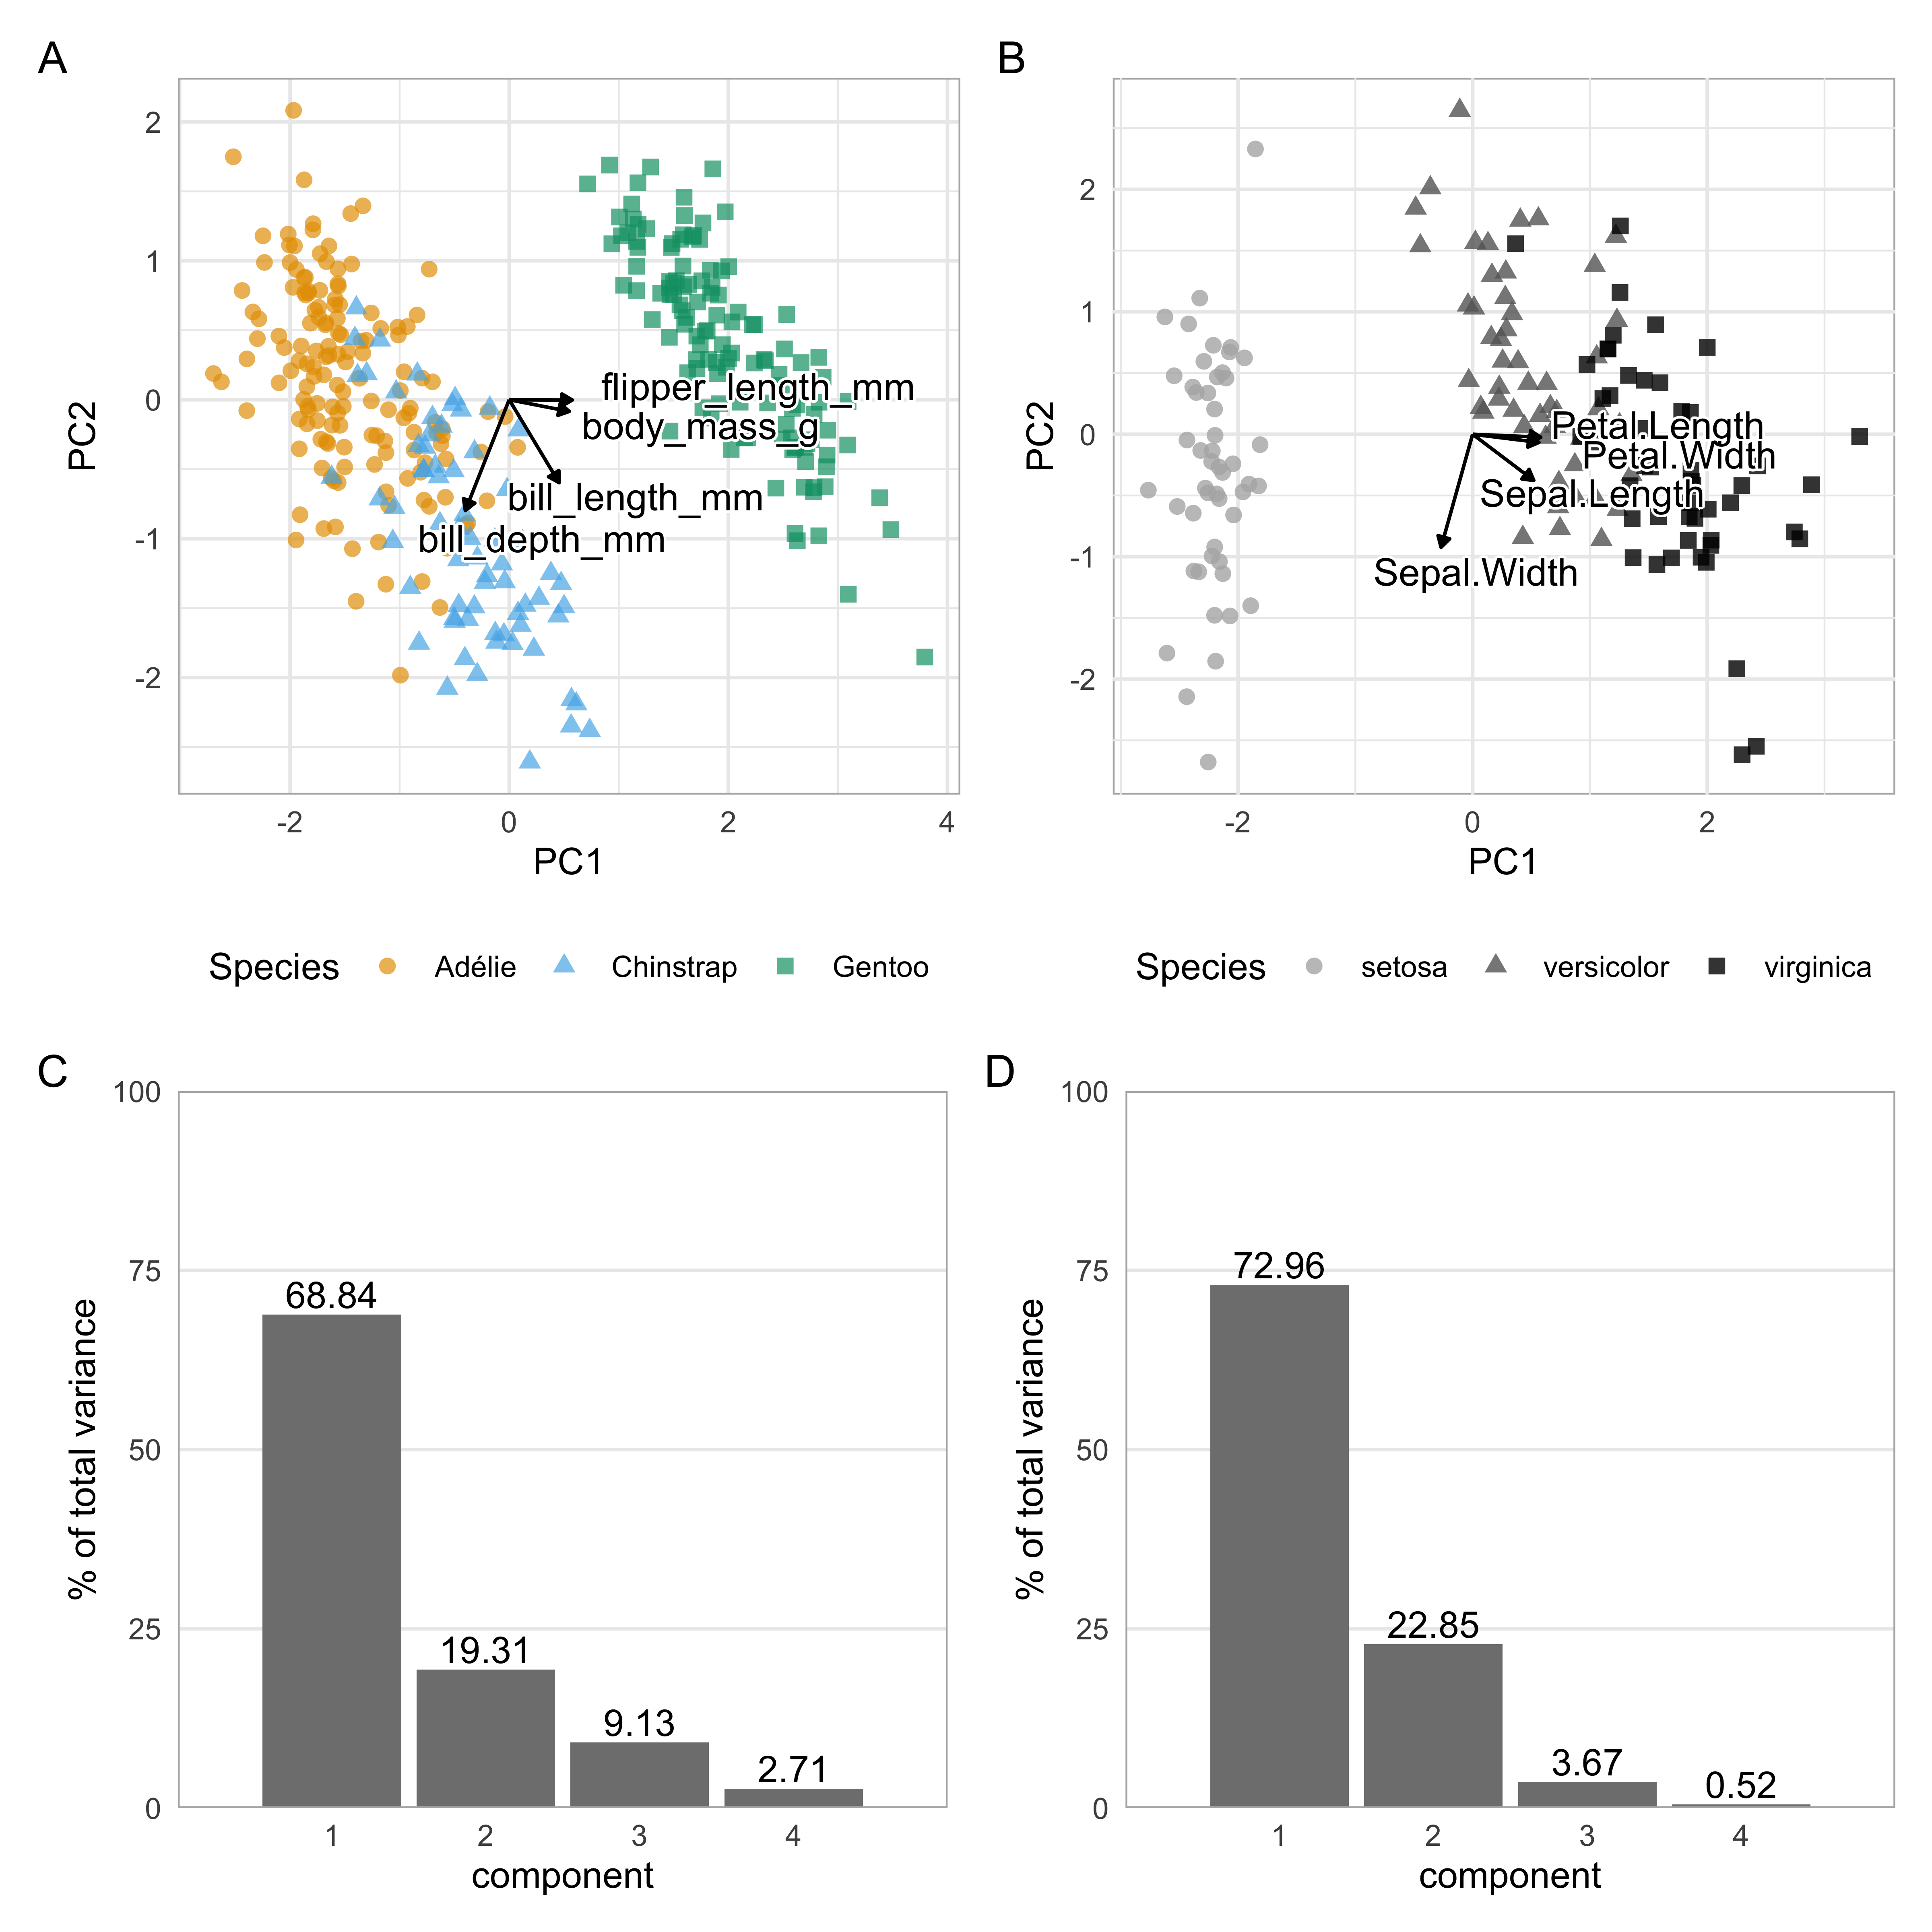 A
B
2
1
0
-1
-2
PC2
flipper_length_mm
body_mass_g
bill_length_mm
bill_depth_mm
-2
0
2
4
PC1
2
1
0
-1
-2
PC2
Petal.Length
Petal.Width
Sepal.Length
Sepal.Width
-2
0
2
PC1
Species Adélie Chinstrap Gentoo
Species setosa versicolor virginica
C
100
75
50
25
0
% of total variance
68.84
19.31
9.13
2.71
1
2
3
4
component
D
100
75
50
25
0
% of total variance
72.96
22.85
3.67
0.52
1
2
3
4
component